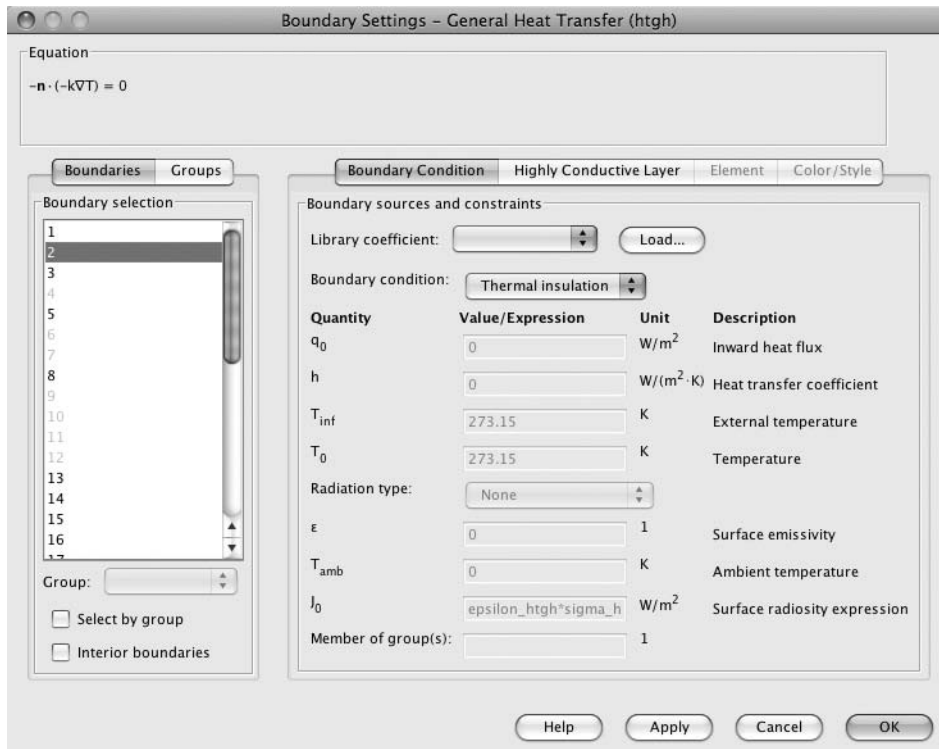 Boundary Settings – General Heat Transfer (htgh)
Equation
-n · (-k∇T) = 0
Boundaries Groups
Boundary selection
1
2
3
4
5
6
7
8
9
10
11
12
13
14
15
16
17
Group:
Select by group
Interior boundaries
Boundary Condition Highly Conductive Layer Element Color/Style
Boundary sources and constraints
Library coefficient: Load...
Boundary condition: Thermal insulation
Quantity Value/Expression Unit Description
q0 0 W/m² Inward heat flux
h 0 W/(m²·K) Heat transfer coefficient
Tinf 273.15 K External temperature
T0 273.15 K Temperature
Radiation type: None
ε 0 1 Surface emissivity
Tamb 0 K Ambient temperature
J0 epsilon_htgh*sigma_h W/m² Surface radiosity expression
Member of group(s): 1
Help Apply Cancel OK